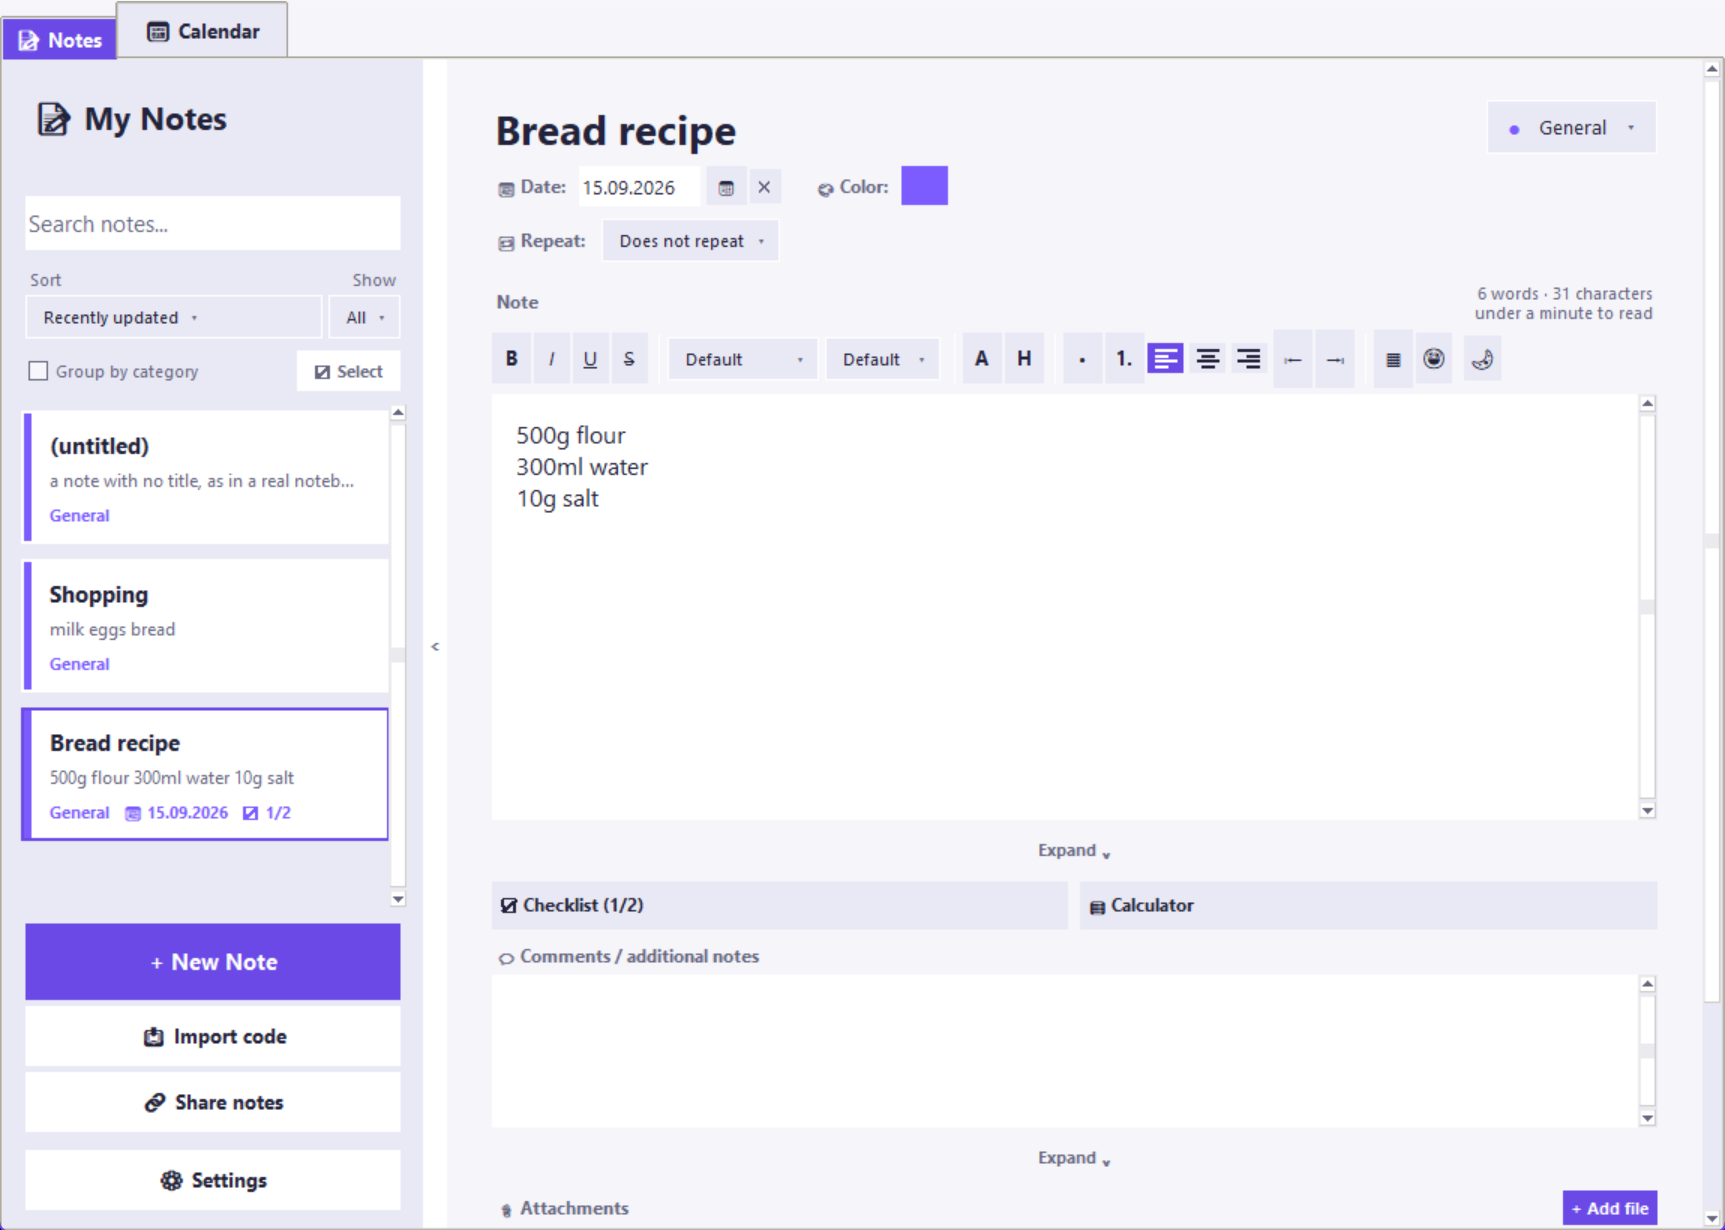 Notes
Calendar
My Notes
Search notes...
Sort
Show
Recently updated
All
Group by category
Select
(untitled)
a note with no title, as in a real noteb...
General
Shopping
milk eggs bread
General
Bread recipe
500g flour 300ml water 10g salt
General 15.09.2026 1/2
+ New Note
Import code
Share notes
Settings
<
Bread recipe
General
Date: 15.09.2026 × Color:
Repeat: Does not repeat
Note
6 words · 31 characters
under a minute to read
B I U S Default Default A H • 1.
500g flour
300ml water
10g salt
Expand
Checklist (1/2)
Calculator
Comments / additional notes
Expand
Attachments
+ Add file